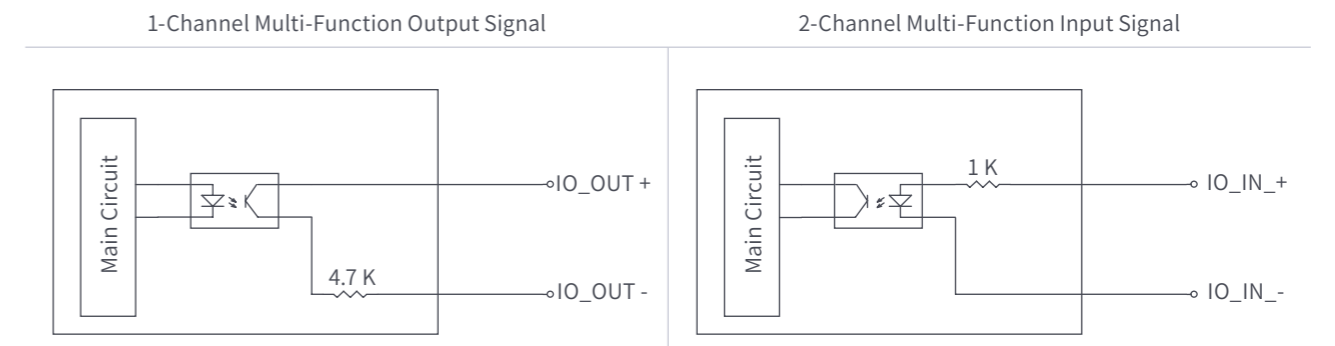 1-Channel Multi-Function Output Signal
2-Channel Multi-Function Input Signal
Main Circuit
IO_OUT +
4.7 K
IO_OUT -
Main Circuit
1 K
IO_IN_+
IO_IN_-